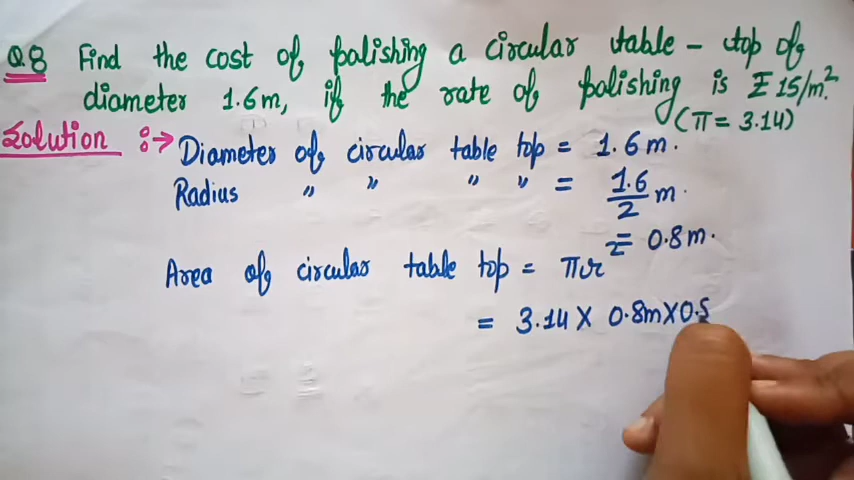 Q.8 Find the cost of polishing a circular table - top of
diameter 1.6m, if the rate of polishing is ₹ 15/m².
(π = 3.14)
Solution :→ Diameter of circular table top = 1.6 m.
Radius " " " " = 1.6/2 m.
= 0.8 m.
Area of circular table top = πr²
= 3.14 X 0.8m X 0.